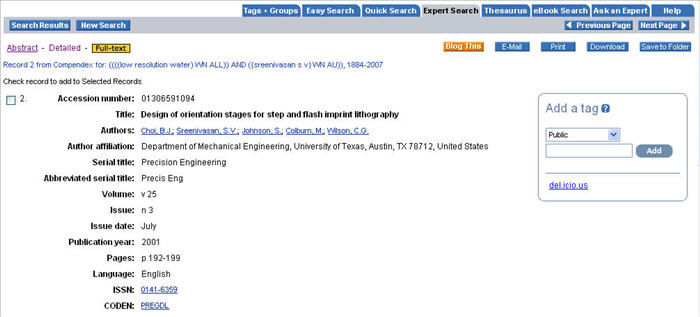 Tags + Groups Easy Search Quick Search Expert Search Thesaurus eBook Search Ask an Expert Help
Search Results New Search Previous Page Next Page
Abstract - Detailed - Full-text Blog This E-Mail Print Download Save to Folder
Record 2 from Compendex for: ((((low resolution wafer) WN ALL)) AND ({sreenivasan s v} WN AU)), 1884-2007
Check record to add to Selected Records
2. Accession number: 01306591094
Title: Design of orientation stages for step and flash imprint lithography
Authors: Choi, B.J.; Sreenivasan, S.V.; Johnson, S.; Colburn, M.; Wilson, C.G.
Author affiliation: Department of Mechanical Engineering, University of Texas, Austin, TX 78712, United States
Serial title: Precision Engineering
Abbreviated serial title: Precis Eng
Volume: v 25
Issue: n 3
Issue date: July
Publication year: 2001
Pages: p 192-199
Language: English
ISSN: 0141-6359
CODEN: PREGDL
Add a tag ?
Public
Add
del.icio.us